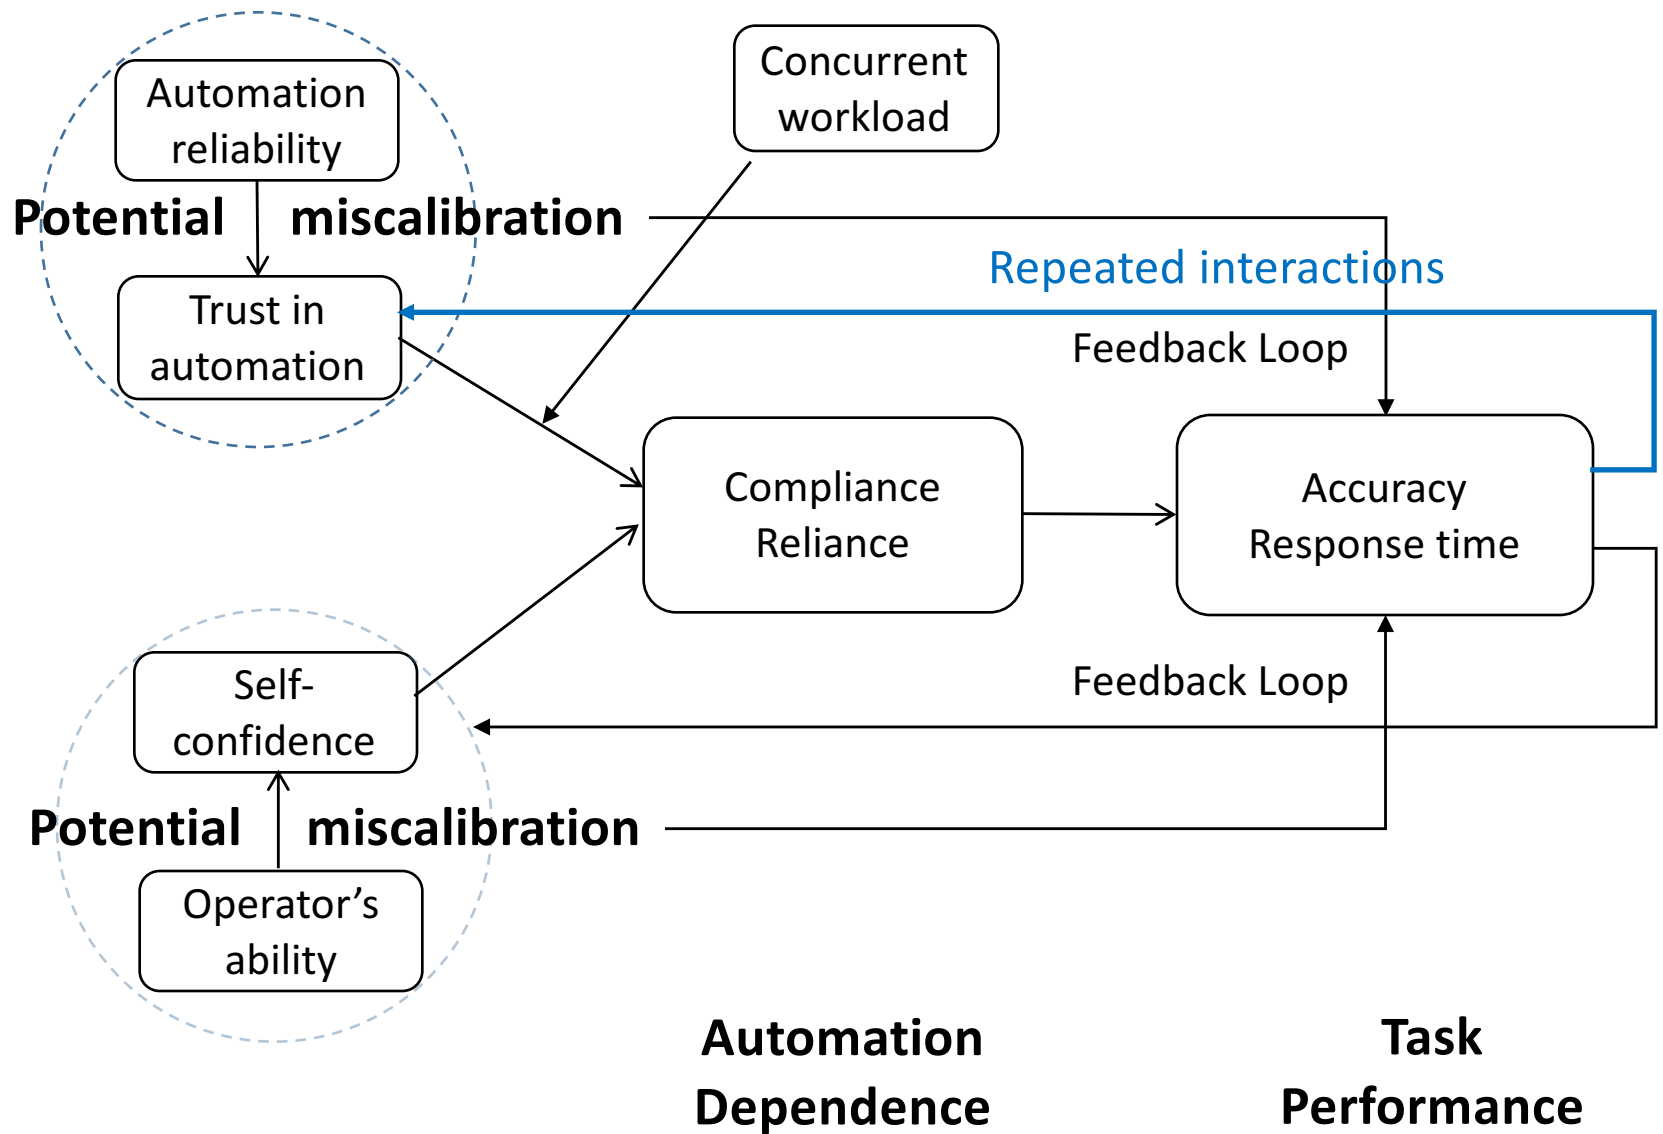 Automation
reliability
Concurrent
workload
Potential miscalibration
Repeated interactions
Trust in
automation
Feedback Loop
Compliance
Reliance
Accuracy
Response time
Self-
confidence
Feedback Loop
Potential miscalibration
Operator’s
ability
Automation
Dependence
Task
Performance